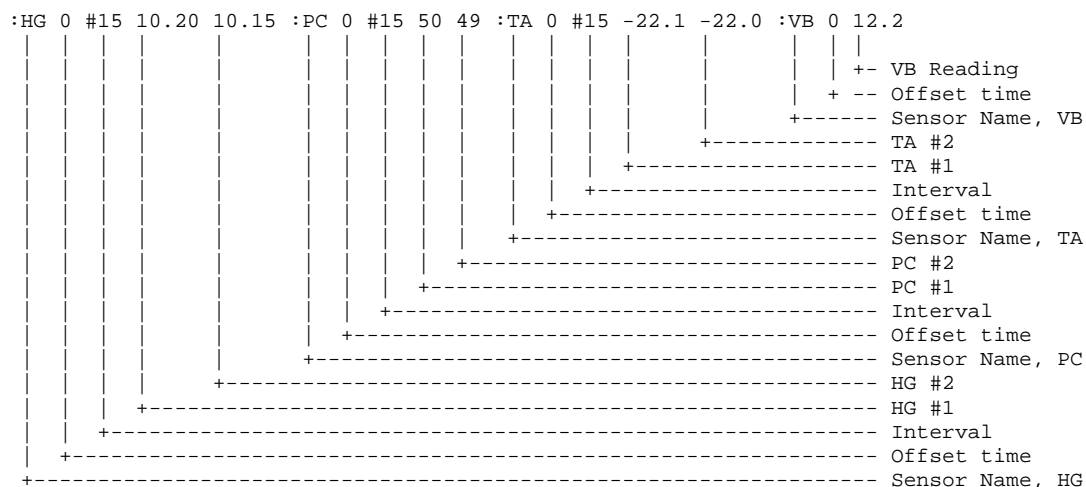 :HG 0 #15 10.20 10.15 :PC 0 #15 50 49 :TA 0 #15 -22.1 -22.0 :VB 0 12.2
VB Reading
Offset time
Sensor Name, VB
TA #2
TA #1
Interval
Offset time
Sensor Name, TA
PC #2
PC #1
Interval
Offset time
Sensor Name, PC
HG #2
HG #1
Interval
Offset time
Sensor Name, HG